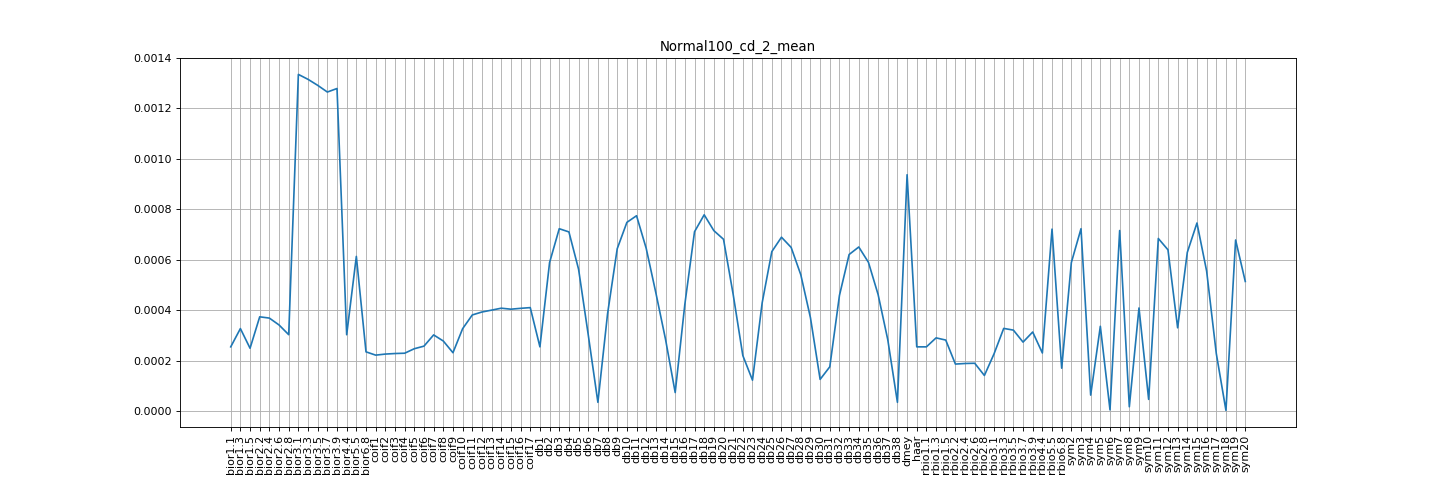 Normal100_cd_2_mean
0.0014
0.0012
0.0010
0.0008
0.0006
0.0004
0.0002
0.0000
bior1.1
bior1.3
bior1.5
bior2.2
bior2.4
bior2.6
bior2.8
bior3.1
bior3.3
bior3.5
bior3.7
bior3.9
bior4.4
bior5.5
bior6.8
coif1
coif2
coif3
coif4
coif5
coif6
coif7
coif8
coif9
coif10
coif11
coif12
coif13
coif14
coif15
coif16
coif17
db1
db2
db3
db4
db5
db6
db7
db8
db9
db10
db11
db12
db13
db14
db15
db16
db17
db18
db19
db20
db21
db22
db23
db24
db25
db26
db27
db28
db29
db30
db31
db32
db33
db34
db35
db36
db37
db38
dmey
haar
rbio1.1
rbio1.3
rbio1.5
rbio2.2
rbio2.4
rbio2.6
rbio2.8
rbio3.1
rbio3.3
rbio3.5
rbio3.7
rbio3.9
rbio4.4
rbio5.5
rbio6.8
sym2
sym3
sym4
sym5
sym6
sym7
sym8
sym9
sym10
sym11
sym12
sym13
sym14
sym15
sym16
sym17
sym18
sym19
sym20